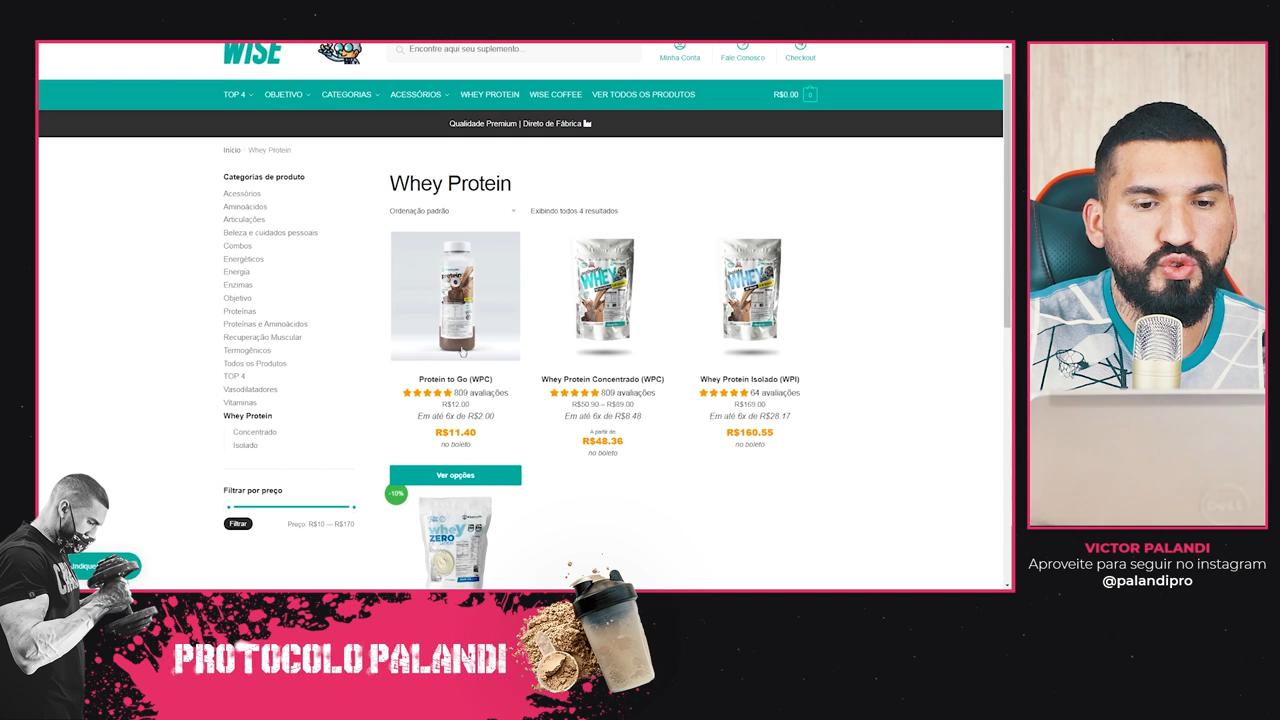 WISE
Encontre aqui seu suplemento...
Minha Conta
Fale Conosco
Checkout
TOP 4
OBJETIVO
CATEGORIAS
ACESSÓRIOS
WHEY PROTEIN
WISE COFFEE
VER TODOS OS PRODUTOS
R$0.00
0
Qualidade Premium | Direto de Fábrica
Início / Whey Protein
Categorias de produto
Acessórios
Aminoácidos
Articulações
Beleza e cuidados pessoais
Combos
Energéticos
Energia
Enzimas
Objetivo
Proteínas
Proteínas e Aminoácidos
Recuperação Muscular
Termogênicos
Todos os Produtos
TOP 4
Vasodilatadores
Vitaminas
Whey Protein
Concentrado
Isolado
Filtrar por preço
Filtrar
Preço: R$10 — R$170
Whey Protein
Ordenação padrão
Exibindo todos 4 resultados
WHEY
WHEY
Protein to Go (WPC)
809 avaliações
R$12.00
Em até 6x de R$2.00
R$11.40
no boleto
Ver opções
Whey Protein Concentrado (WPC)
809 avaliações
R$50.90 – R$89.00
Em até 6x de R$8.48
A partir de
R$48.36
no boleto
Whey Protein Isolado (WPI)
64 avaliações
R$169.00
Em até 6x de R$28.17
R$160.55
no boleto
-10%
whey
ZERO
Indique
PROTOCOLO PALANDI
DELL
VICTOR PALANDI
Aproveite para seguir no instagram
@palandipro